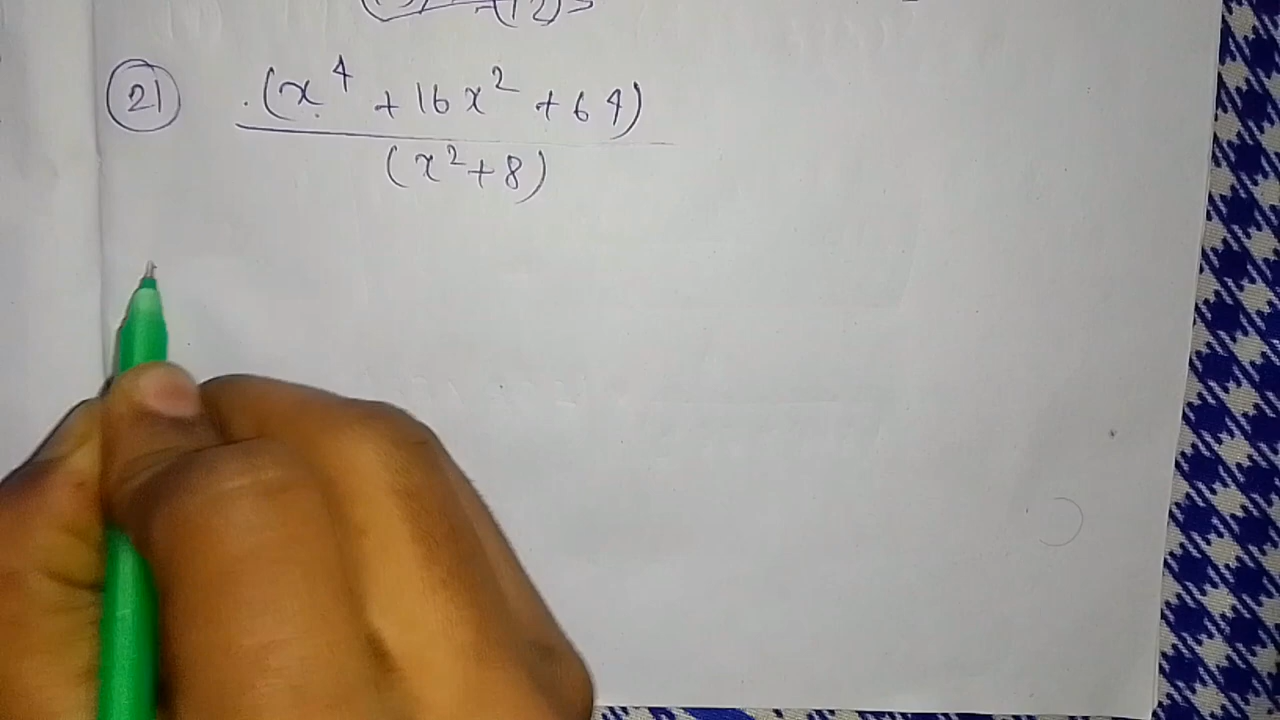 (21) (x⁴ + 16x² + 64)
(x² + 8)